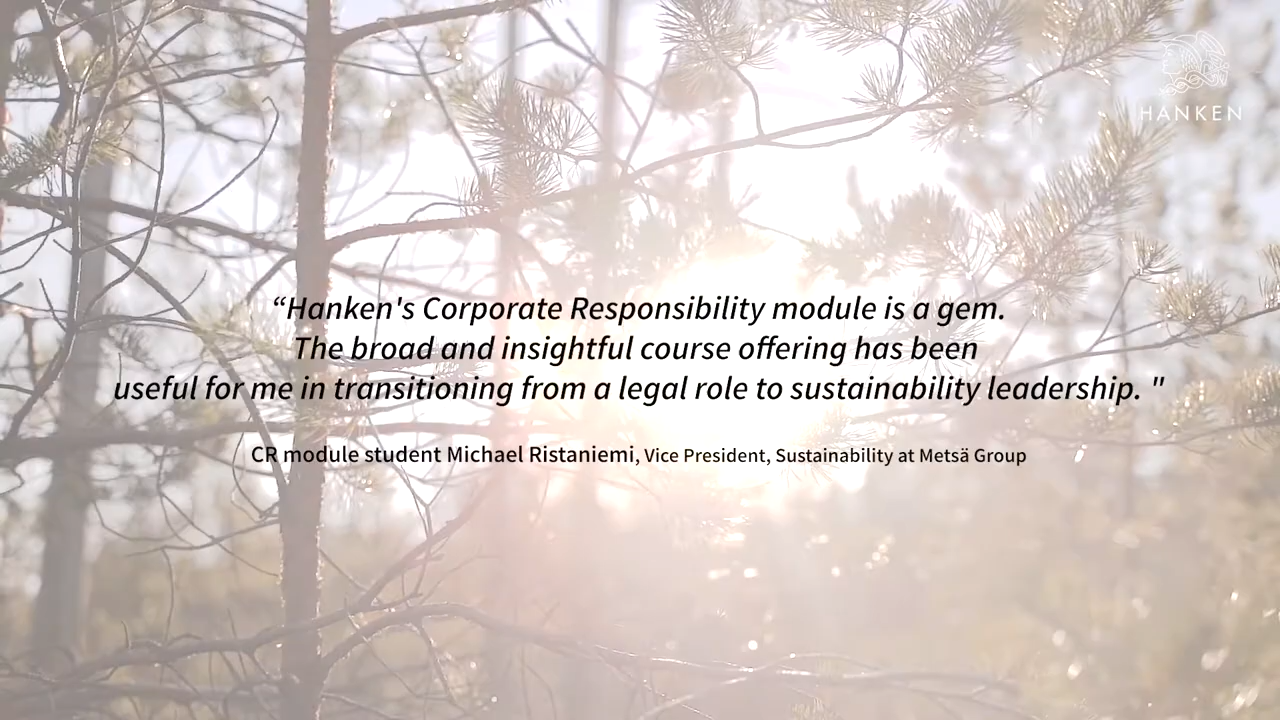 HANKEN
“Hanken's Corporate Responsibility module is a gem.
The broad and insightful course offering has been
useful for me in transitioning from a legal role to sustainability leadership. "
CR module student Michael Ristaniemi, Vice President, Sustainability at Metsä Group